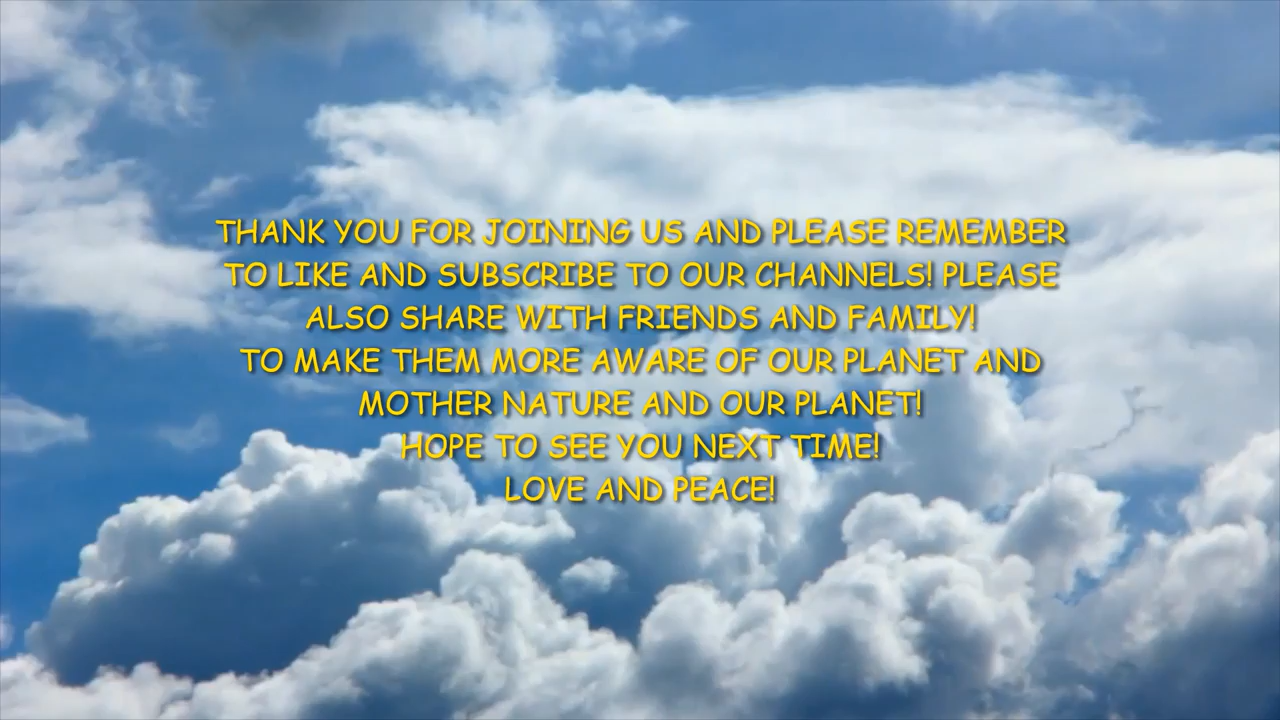 THANK YOU FOR JOINING US AND PLEASE REMEMBER
TO LIKE AND SUBSCRIBE TO OUR CHANNELS! PLEASE
ALSO SHARE WITH FRIENDS AND FAMILY!
TO MAKE THEM MORE AWARE OF OUR PLANET AND
MOTHER NATURE AND OUR PLANET!
HOPE TO SEE YOU NEXT TIME!
LOVE AND PEACE!